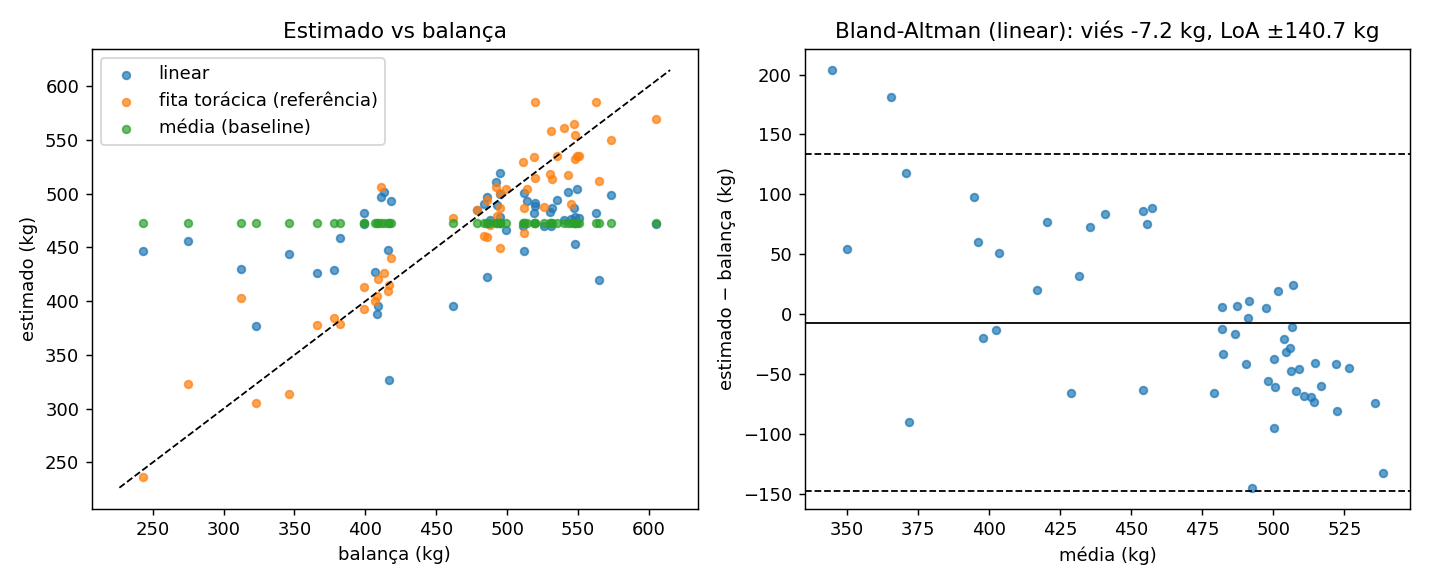 Estimado vs balança
linear
fita torácica (referência)
média (baseline)
600
550
500
450
400
350
300
250
estimado (kg)
250 300 350 400 450 500 550 600
balança (kg)
Bland-Altman (linear): viés -7.2 kg, LoA ±140.7 kg
200
150
100
50
0
−50
−100
−150
estimado − balança (kg)
350 375 400 425 450 475 500 525
média (kg)